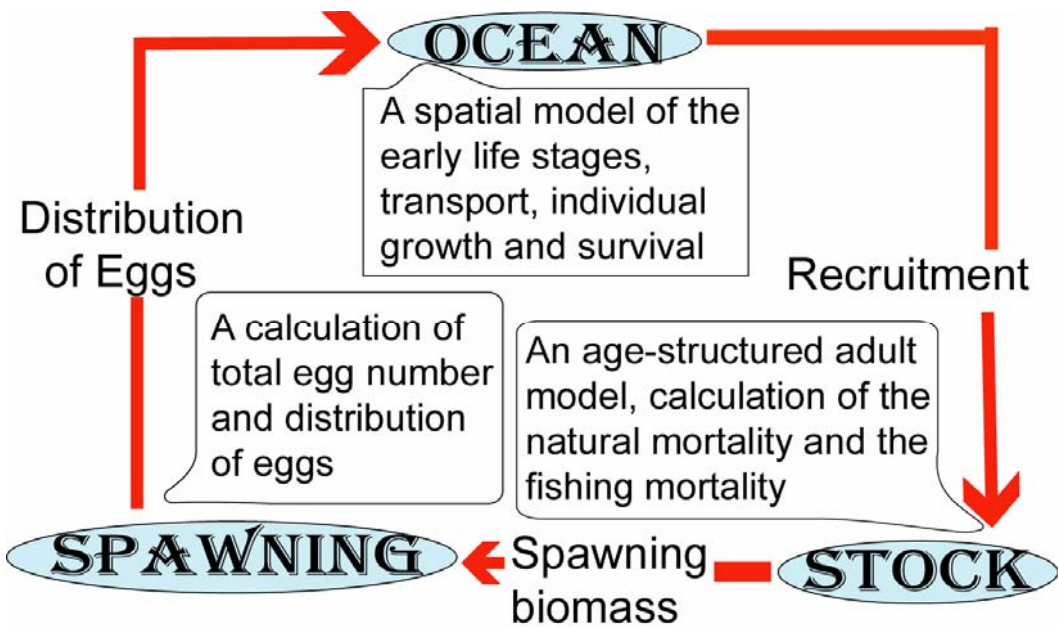 OCEAN
A spatial model of the
early life stages,
transport, individual
growth and survival
Distribution
of Eggs
Recruitment
A calculation of
total egg number
and distribution
of eggs
An age-structured adult
model, calculation of the
natural mortality and the
fishing mortality
SPAWNING
Spawning
biomass
STOCK